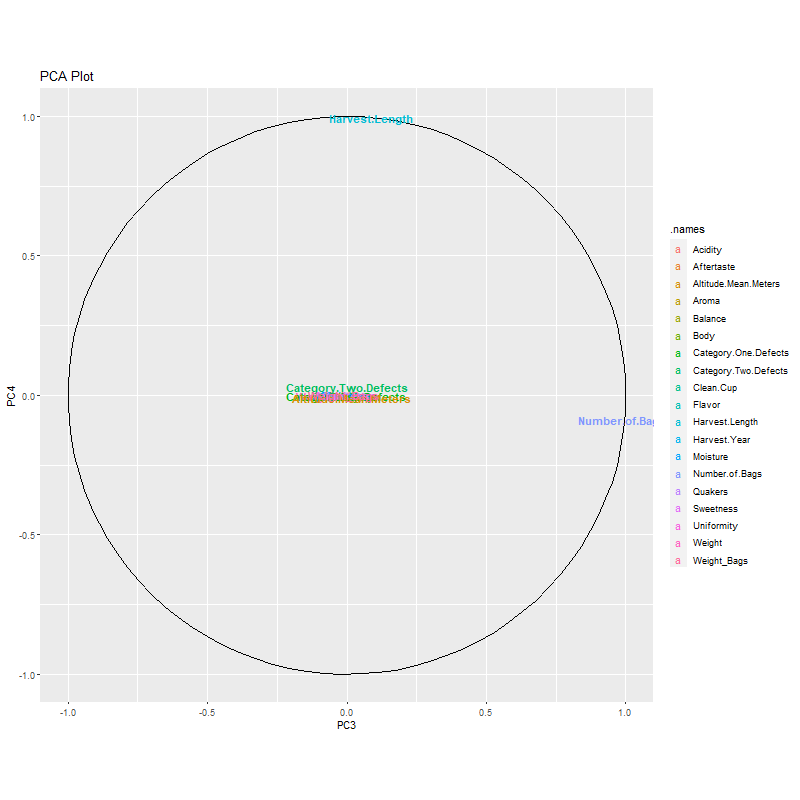 PCA Plot
1.0
Harvest.Length
0.5
Category.Two.Defects
0.0
Number.of.Bag
-0.5
-1.0
PC4
-1.0 -0.5 0.0 0.5 1.0
PC3
.names
a Acidity
a Aftertaste
a Altitude.Mean.Meters
a Aroma
a Balance
a Body
a Category.One.Defects
a Category.Two.Defects
a Clean.Cup
a Flavor
a Harvest.Length
a Harvest.Year
a Moisture
a Number.of.Bags
a Quakers
a Sweetness
a Uniformity
a Weight
a Weight_Bags